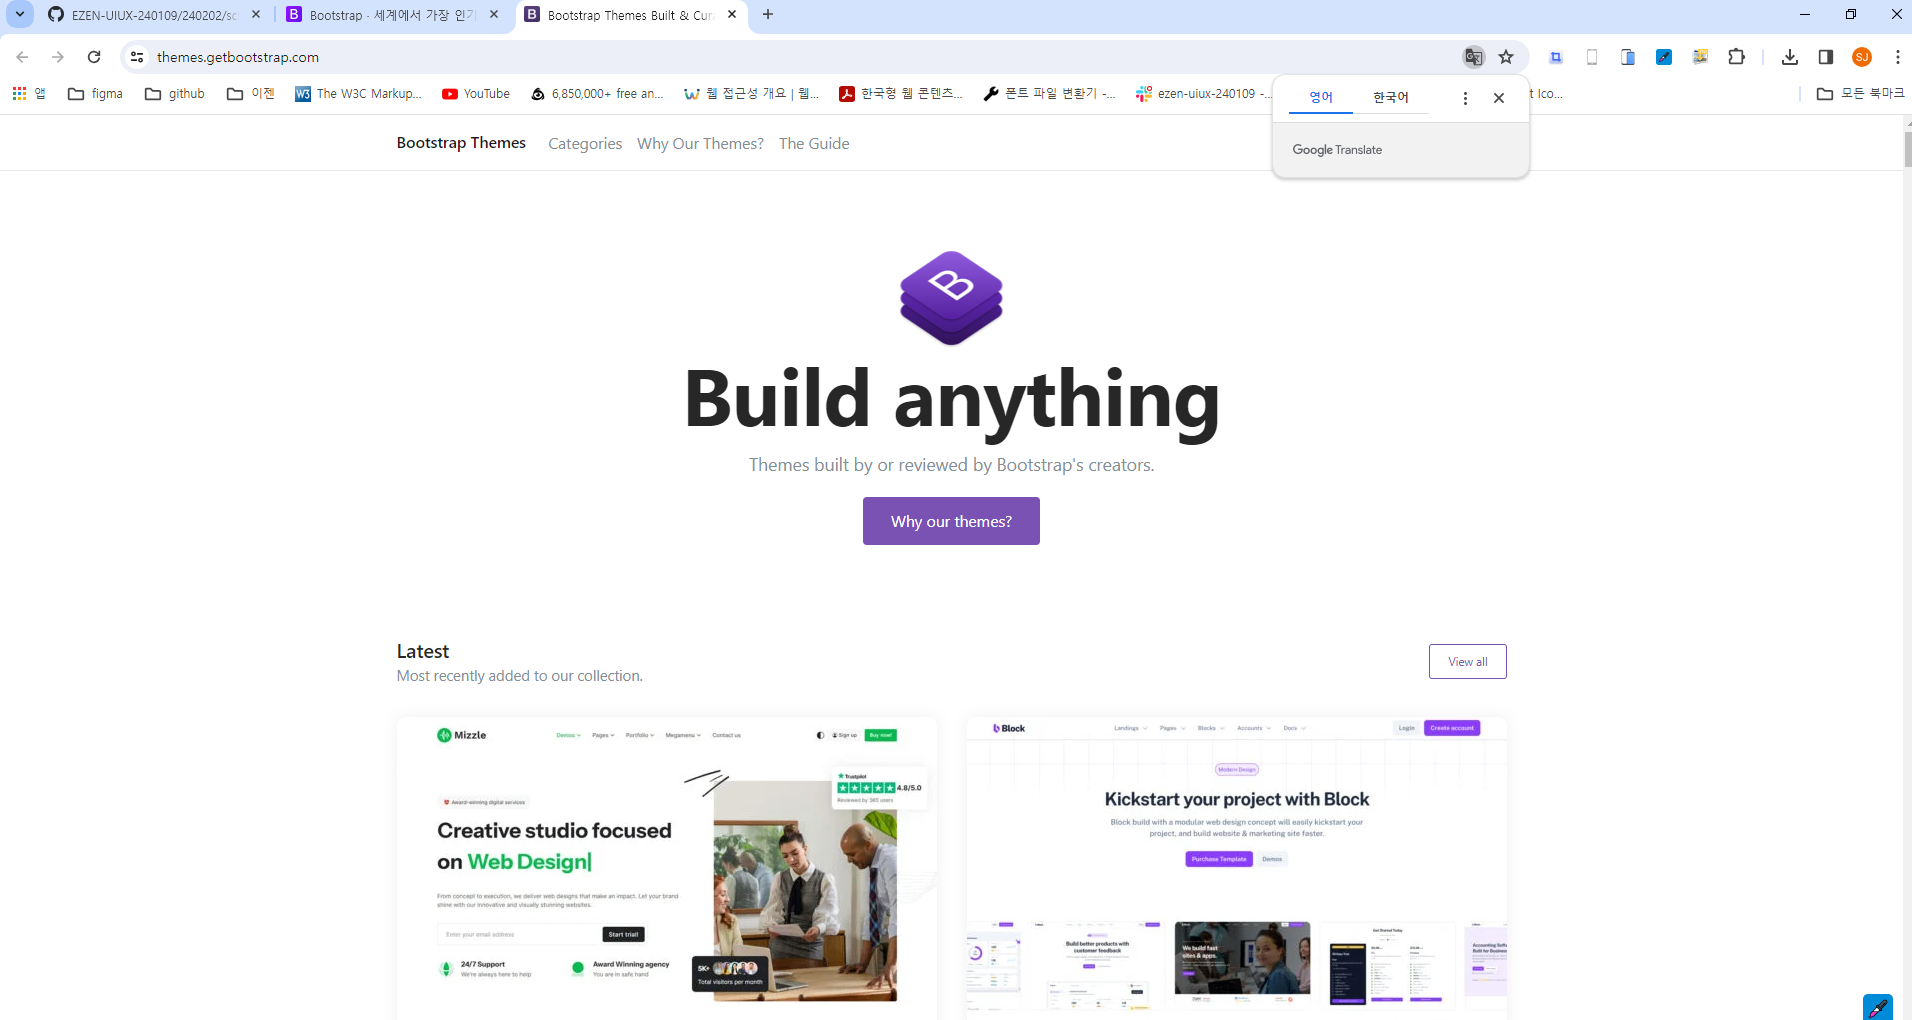 EZEN-UIUX-240109/240202/sc
Bootstrap · 세계에서 가장 인기
Bootstrap Themes Built & Cura
themes.getbootstrap.com
SJ
앱
figma
github
이젠
The W3C Markup...
YouTube
6,850,000+ free an...
웹 접근성 개요 | 웹...
한국형 웹 콘텐츠...
폰트 파일 변환기 -...
ezen-uiux-240109 -...
t Ico...
모든 북마크
영어
한국어
Google Translate
Bootstrap Themes
Categories
Why Our Themes?
The Guide
B
Build anything
Themes built by or reviewed by Bootstrap's creators.
Why our themes?
Latest
Most recently added to our collection.
View all
Mizzle
Demos
Pages
Portfolio
Megamenu
Contact us
Sign up
Buy now!
Trustpilot
4.8/5.0
Reviewed by 365 users
Award-winning digital services
Creative studio focused
on Web Design|
From concept to execution, we deliver web designs that make an impact. Let your brand
shine with our innovative and visually stunning websites.
Enter your email address
Start trial!
24/7 Support
We're always here to help
Award Winning agency
You are in safe hand
5K+
Total visitors per month
Block
Landings
Pages
Blocks
Accounts
Docs
Login
Create account
Modern Design
Kickstart your project with Block
Block build with a modular web design concept will easily kickstart your
project, and build website & marketing site faster.
Purchase Template
Demos
Build better products with
customer feedback
We build fast
sites & apps.
Get Started Today
Accounting Softw
Built for Business